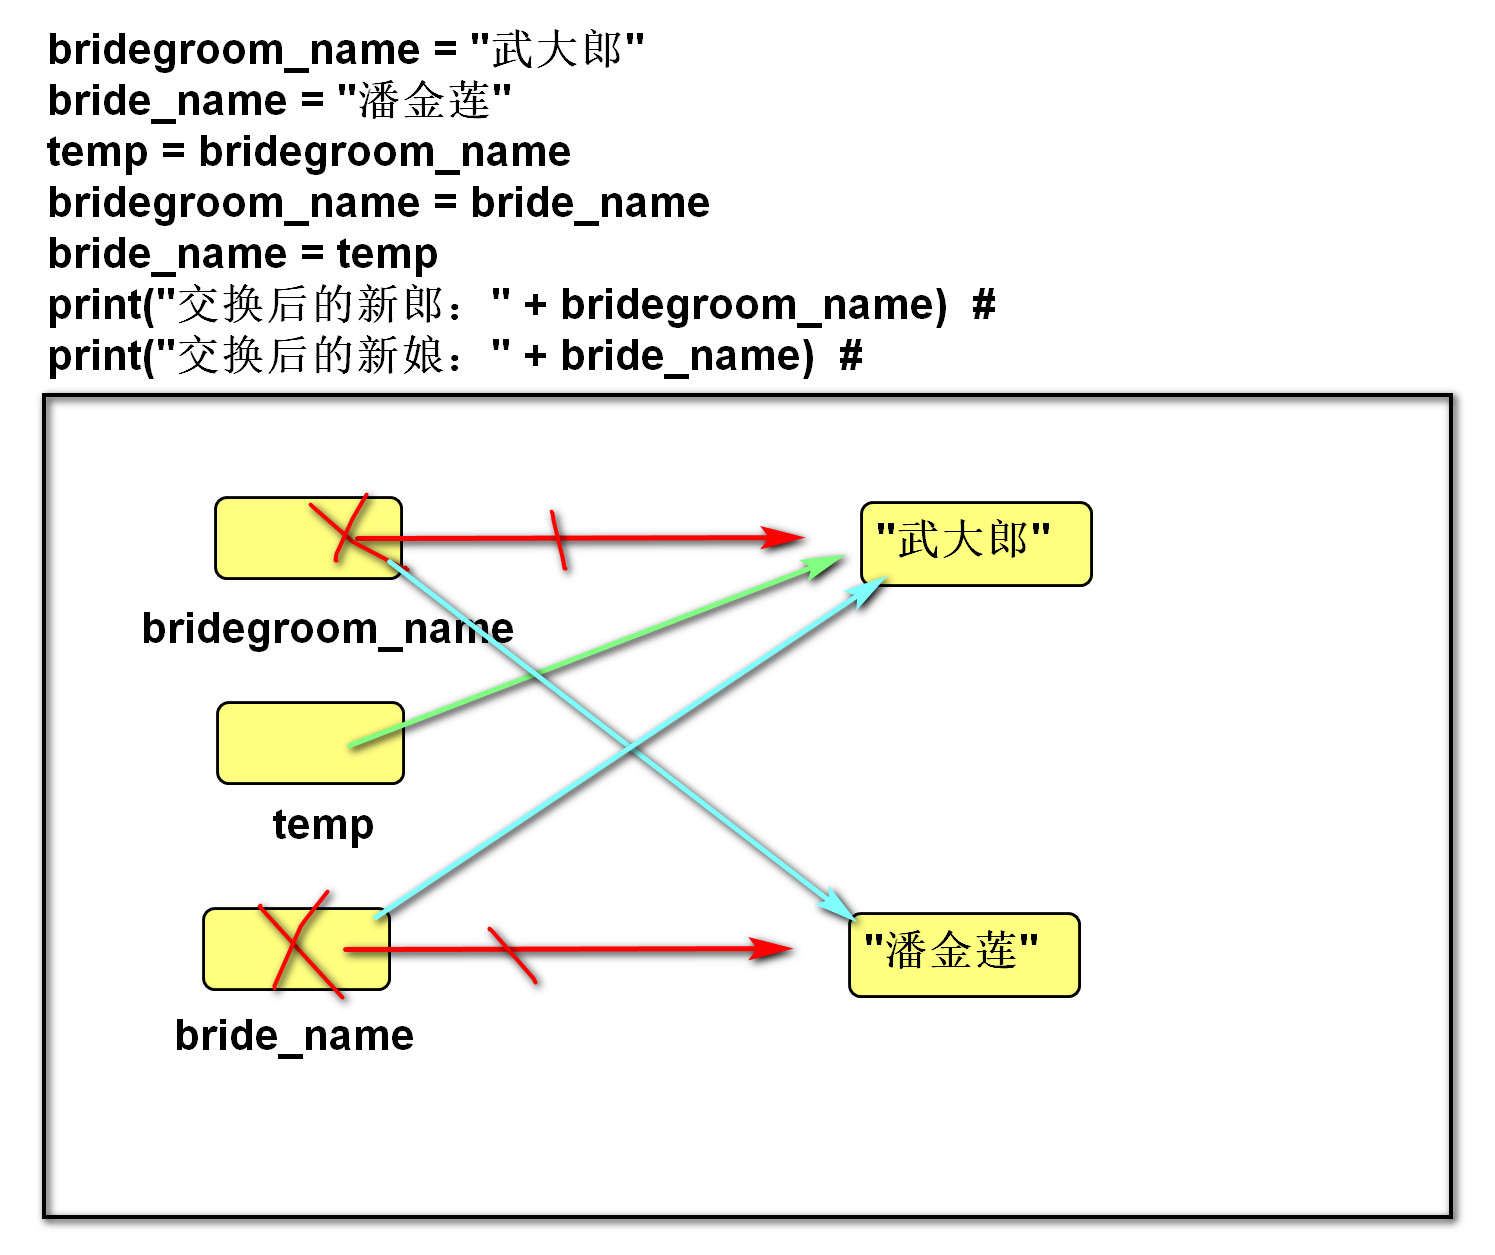 bridegroom_name = "武大郎"
bride_name = "潘金莲"
temp = bridegroom_name
bridegroom_name = bride_name
bride_name = temp
print("交换后的新郎：" + bridegroom_name)  #
print("交换后的新娘：" + bride_name)  #
"武大郎"
bridegroom_name
temp
"潘金莲"
bride_name